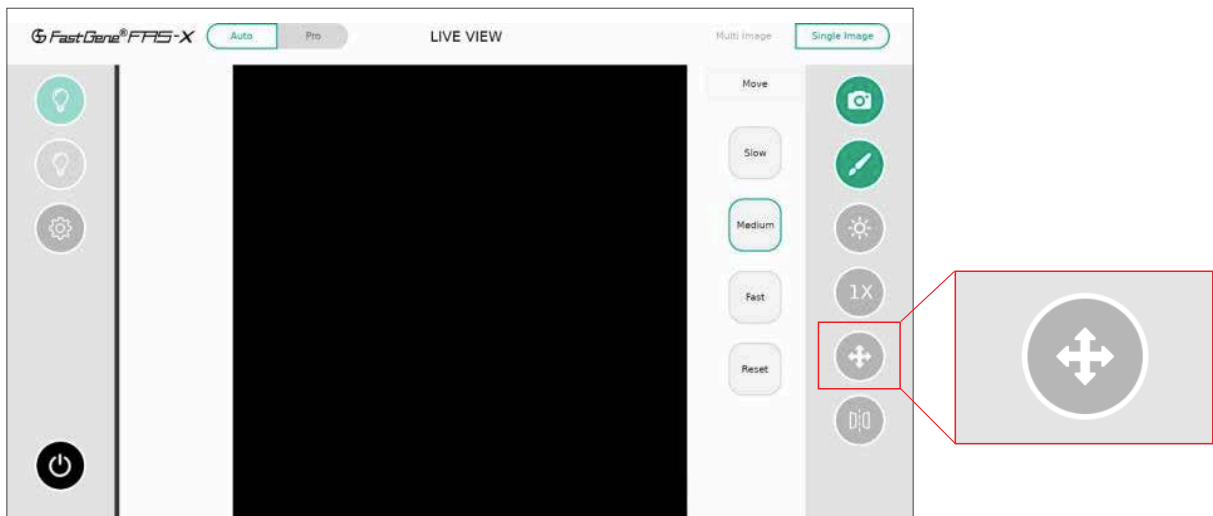 FastGene® FAS-X
Auto
Pro
LIVE VIEW
Multi Image
Single Image
Move
Slow
Medium
1X
Fast
Reset